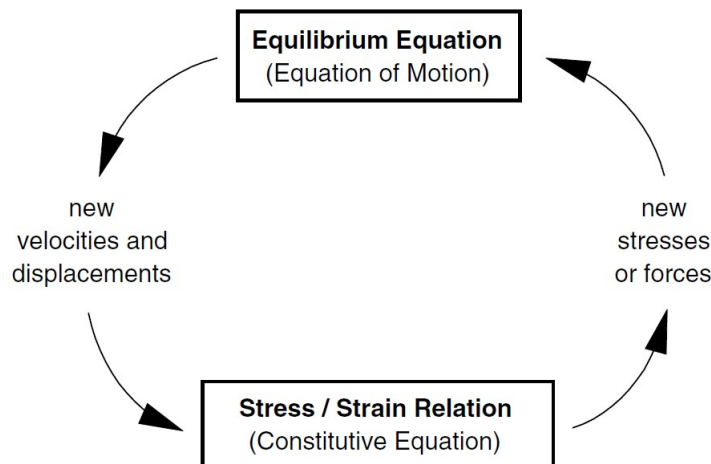 Equilibrium Equation
(Equation of Motion)
new
velocities and
displacements
new
stresses
or forces
Stress / Strain Relation
(Constitutive Equation)